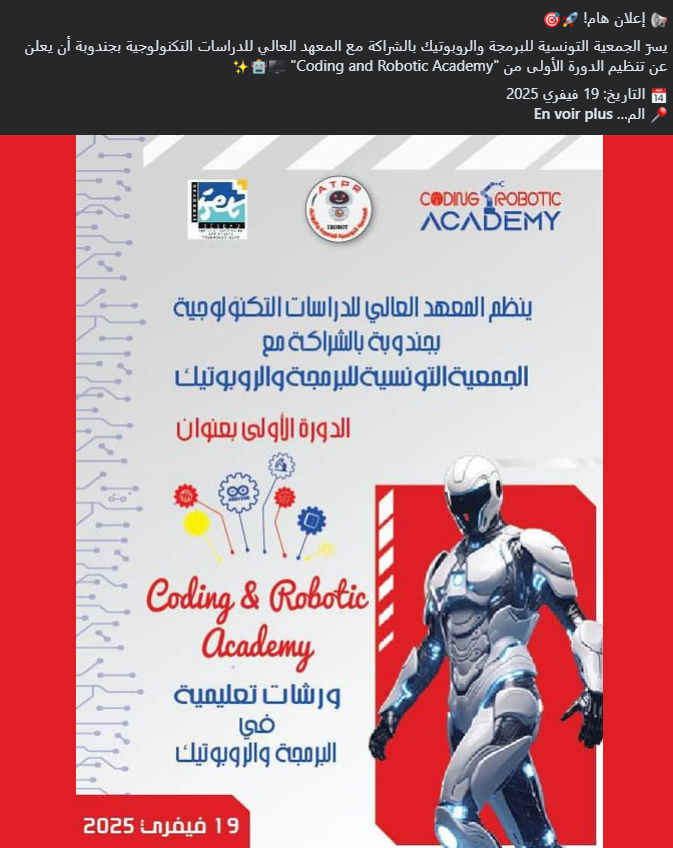 📢 إعلان هام! 🚀🎯
يسرّ الجمعية التونسية للبرمجة والروبوتيك بالشراكة مع المعهد العالي للدراسات التكنولوجية بجندوبة أن يعلن
عن تنظيم الدورة الأولى من "Coding and Robotic Academy" 💻🤖✨
📅 التاريخ: 19 فيفري 2025
📍 الم... En voir plus
iset
ATPR
IROBOT
CODING ROBOTIC
ACADEMY
ينظم المعهد العالي للدراسات التكنولوجية
بجندوبة بالشراكة مع
الجمعية التونسية للبرمجة والروبوتيك
الدورة الأولى بعنوان
Coding & Robotic
Academy
ورشات تعليمية
في
البرمجة والروبوتيك
19 فيفري 2025